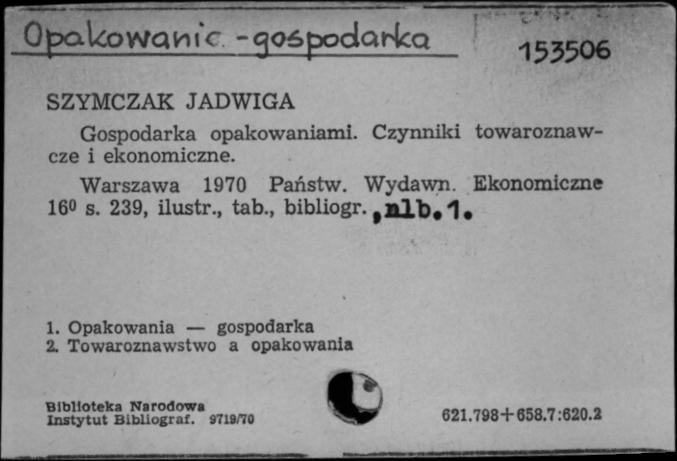 Opakowanie - gospodarka
153506
SZYMCZAK JADWIGA
Gospodarka opakowaniami. Czynniki towaroznaw-
cze i ekonomiczne.
Warszawa 1970 Państw. Wydawn. Ekonomiczne
16⁰ s. 239, ilustr., tab., bibliogr. , nlb. 1.
1. Opakowania — gospodarka
2. Towaroznawstwo a opakowania
Biblioteka Narodowa
Instytut Bibliograf. 9719/70
621.798+658.7:620.2